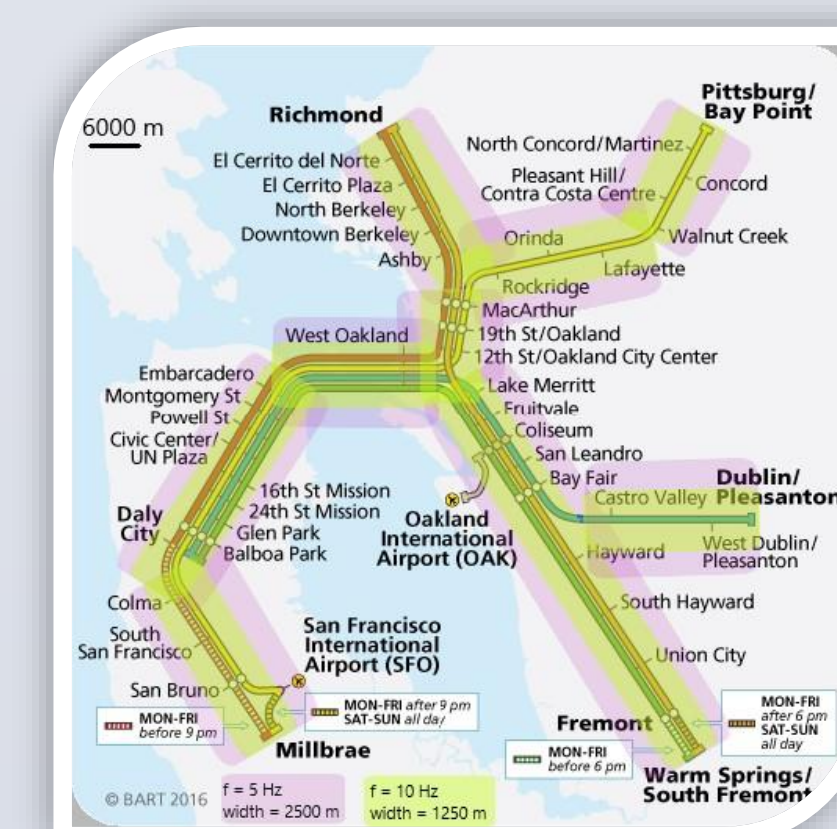 Pittsburg/
Bay Point
Richmond
6000 m
North Concord/Martinez
El Cerrito del Norte
Pleasant Hill/
Contra Costa Centre
Concord
El Cerrito Plaza
North Berkeley
Downtown Berkeley
Orinda
Walnut Creek
Ashby
Lafayette
Rockridge
MacArthur
West Oakland
19th St/Oakland
12th St/Oakland City Center
Embarcadero
Lake Merritt
Montgomery St
Fruitvale
Powell St
Coliseum
Civic Center/
UN Plaza
San Leandro
Bay Fair
Dublin/
Pleasanton
16th St Mission
Castro Valley
24th St Mission
Daly
City
Oakland
International
Airport (OAK)
Glen Park
Balboa Park
Hayward
West Dublin/
Pleasanton
Colma
South Hayward
South
San Francisco
San Francisco
International
Airport (SFO)
Union City
San Bruno
MON-FRI
before 9 pm
MON-FRI after 9 pm
SAT-SUN all day
MON-FRI
after 6 pm
SAT-SUN
all day
Fremont
Millbrae
MON-FRI
before 6 pm
Warm Springs/
South Fremont
© BART 2016
f = 5 Hz
width = 2500 m
f = 10 Hz
width = 1250 m